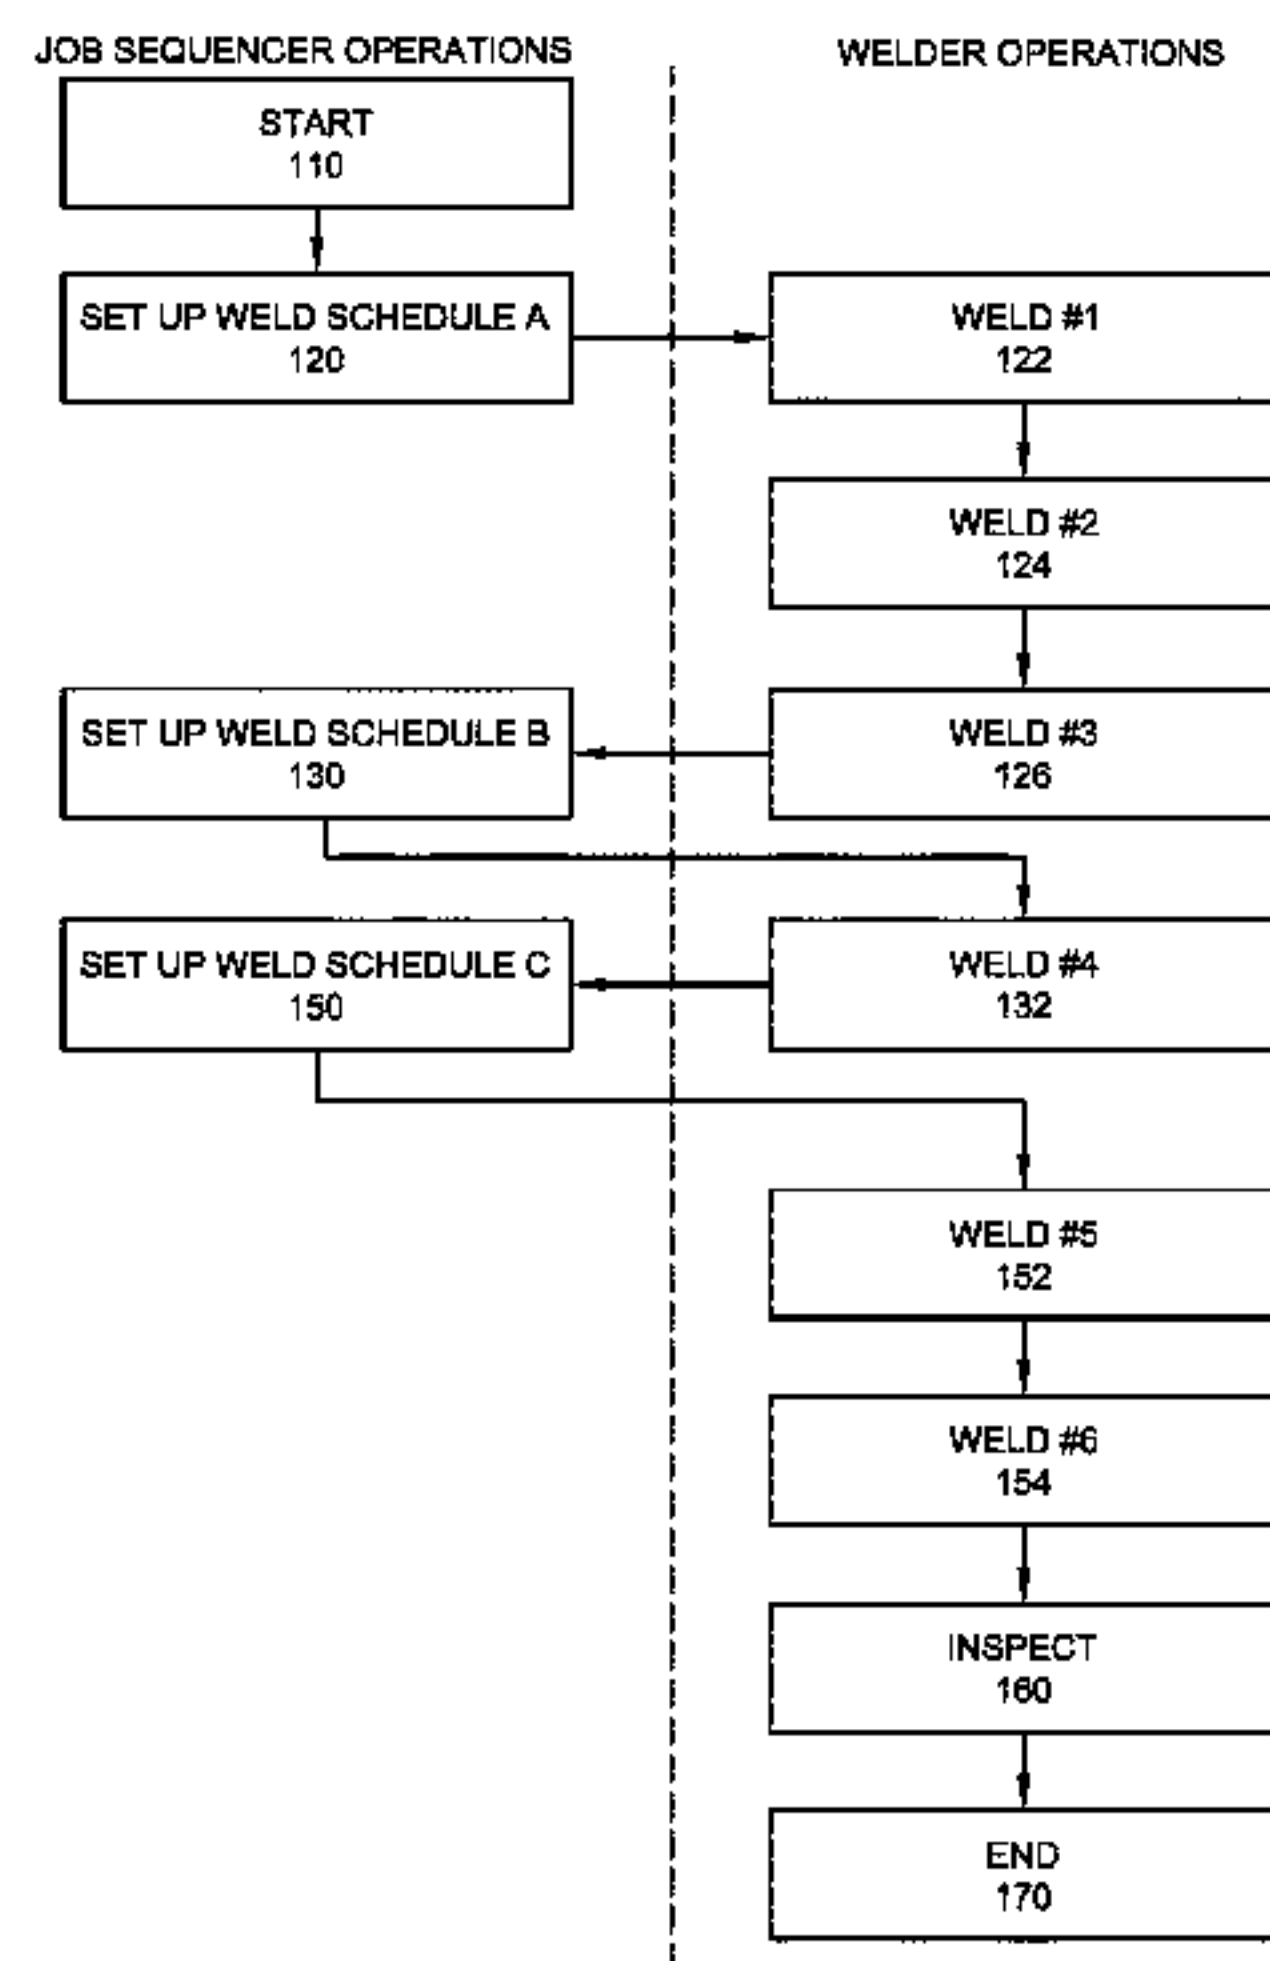 JOB SEQUENCER OPERATIONS
WELDER OPERATIONS
START
110
SET UP WELD SCHEDULE A
120
WELD #1
122
WELD #2
124
SET UP WELD SCHEDULE B
130
WELD #3
126
SET UP WELD SCHEDULE C
150
WELD #4
132
WELD #5
152
WELD #6
154
INSPECT
160
END
170